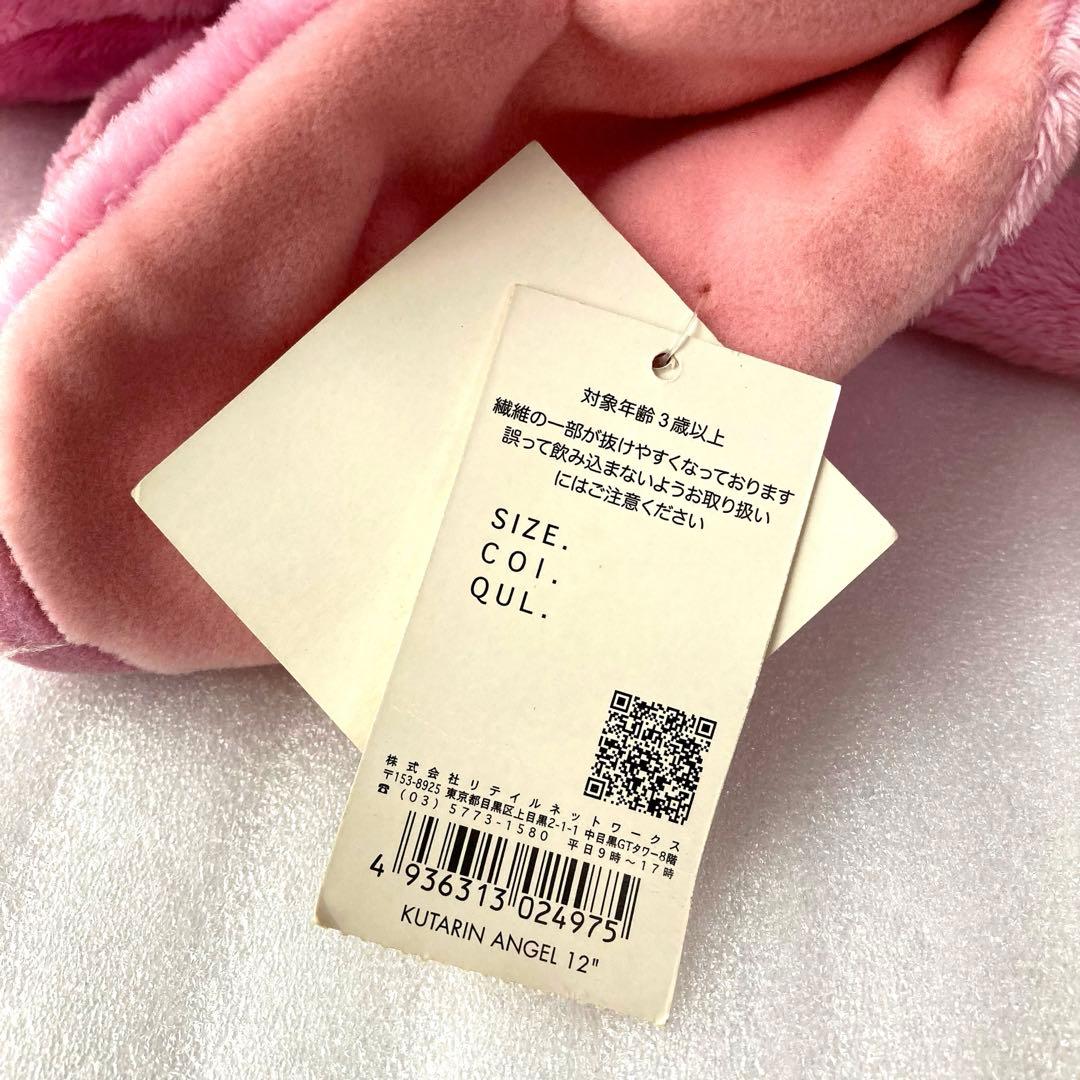 対象年齢 3歳以上
繊維の一部が抜けやすくなっております
誤って飲み込まないようお取り扱い
にはご注意ください
SIZE.
COI.
QUL.
株式会社リテイルネットワークス
〒153-8925 東京都目黒区上目黒2-1-1 中目黒GTタワー8階
☎ (03) 5773-1580 平日9時～17時
4 936313 024975
KUTARIN ANGEL 12"